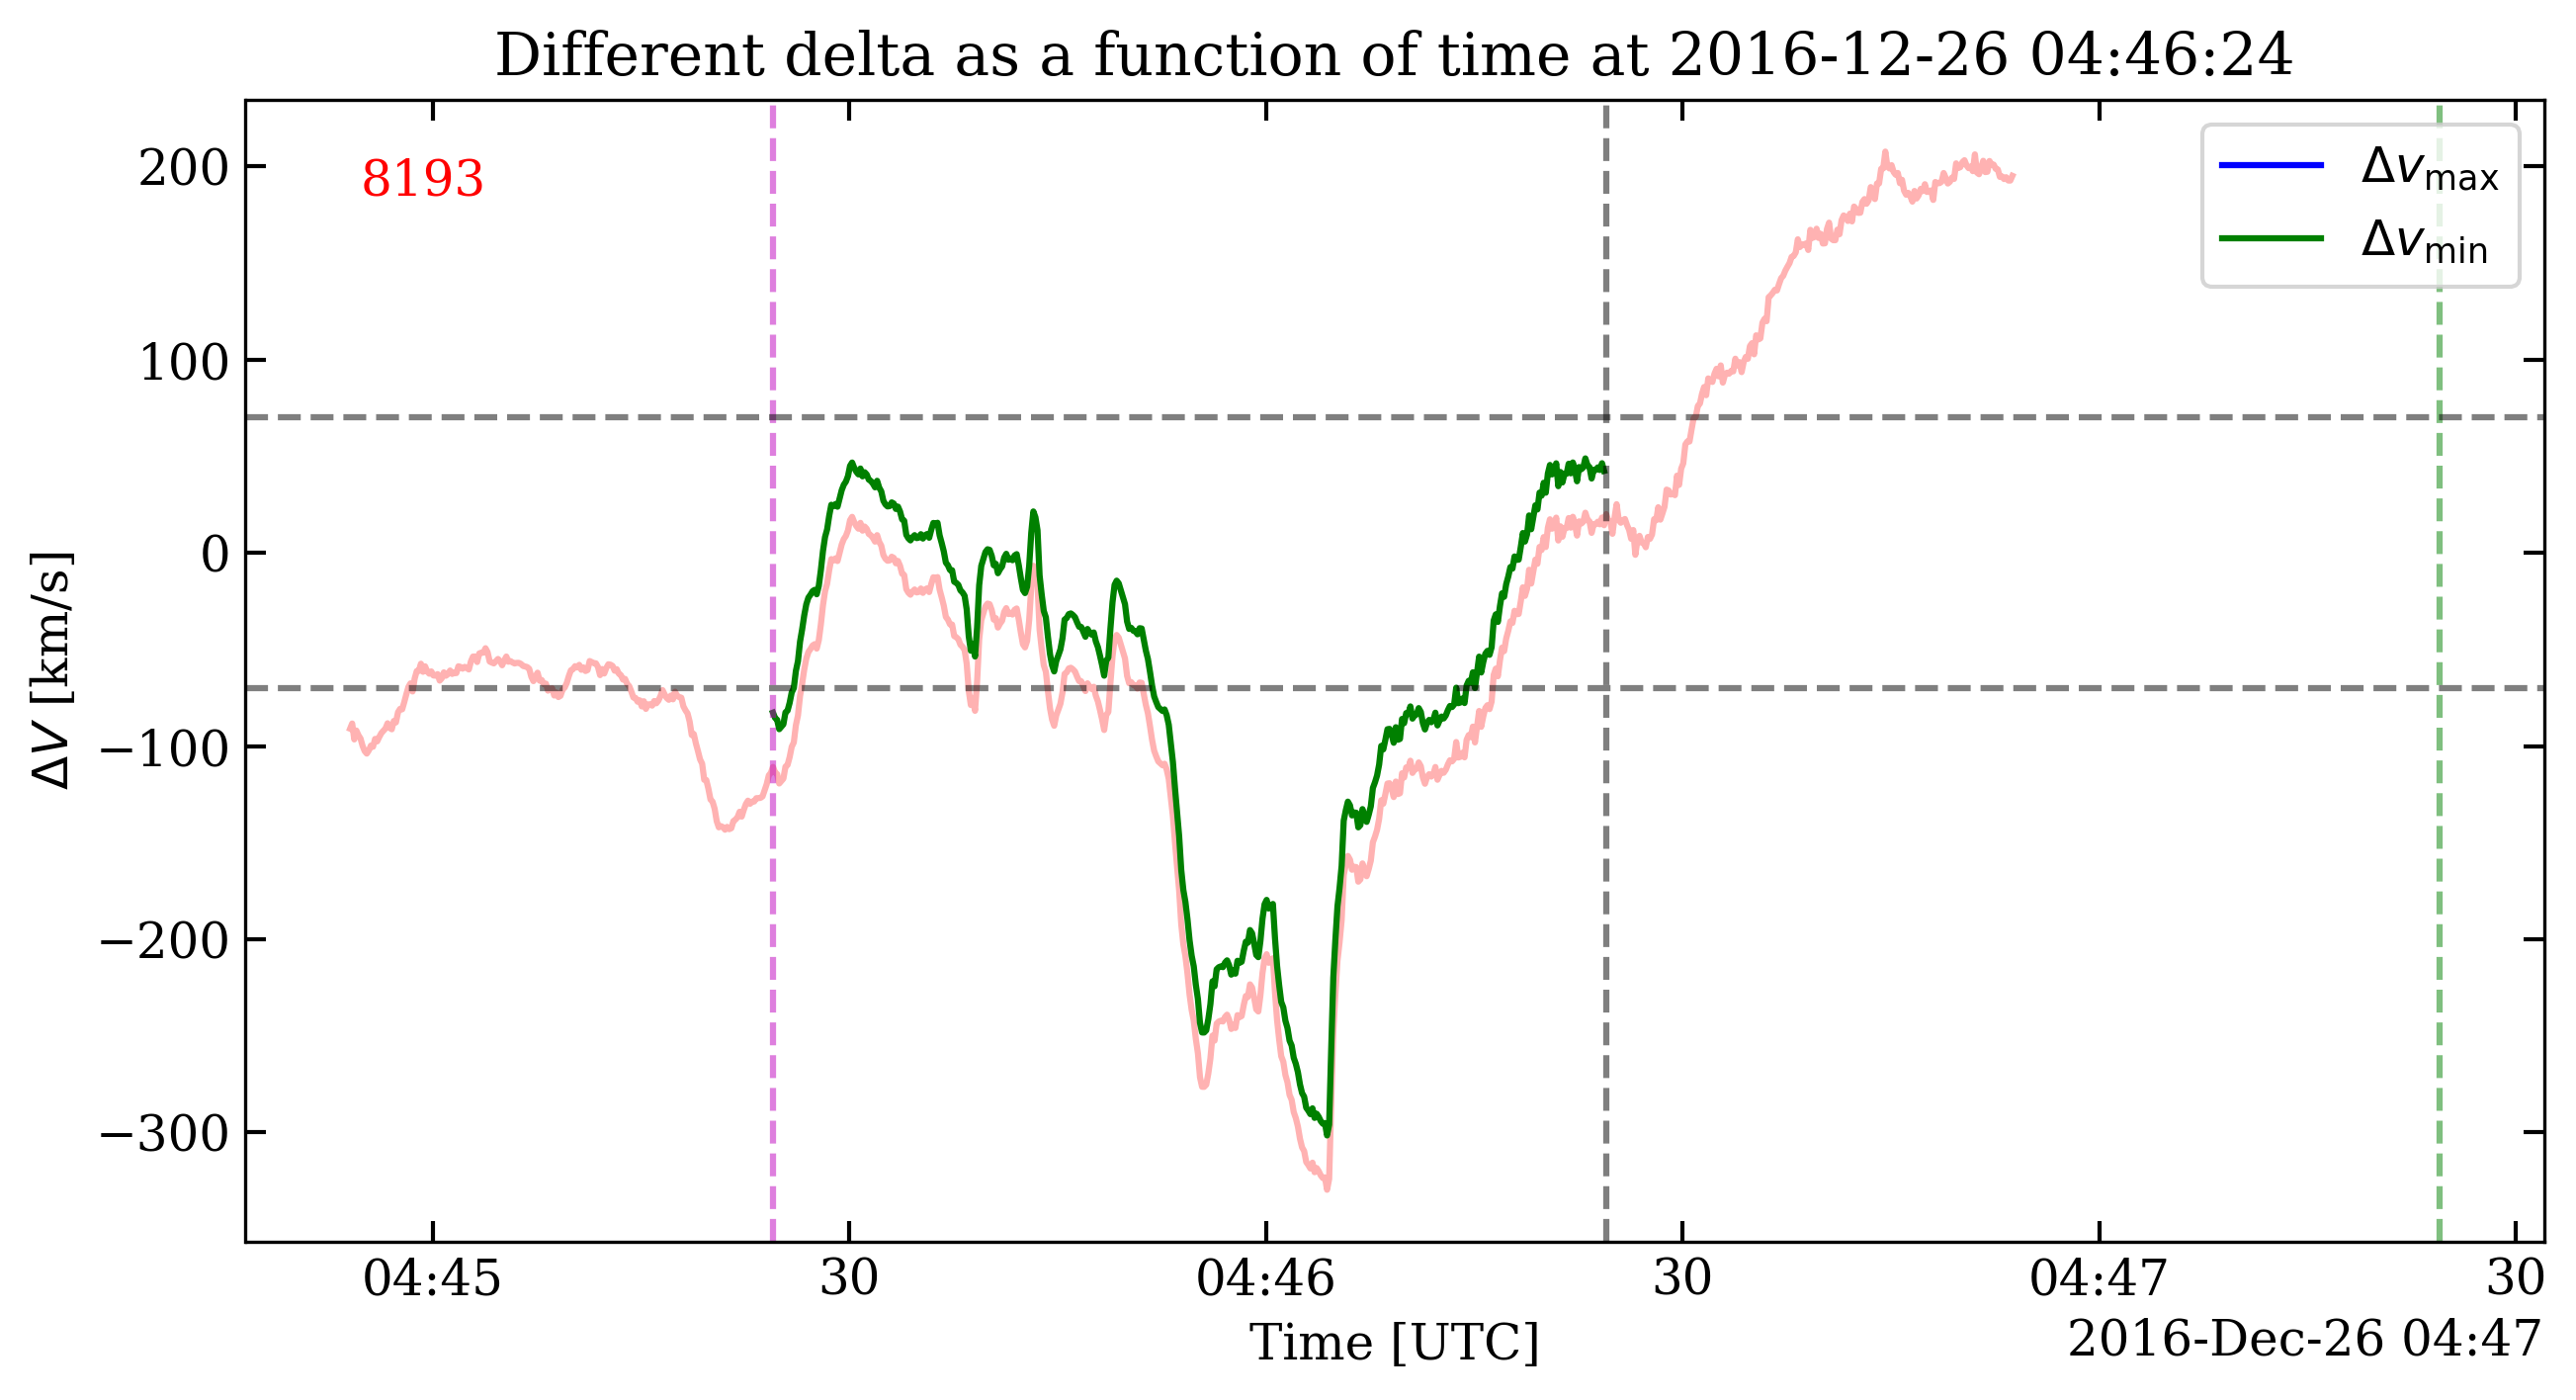 Different delta as a function of time at 2016-12-26 04:46:24
8193
Δv_max
Δv_min
200
100
0
−100
−200
−300
ΔV [km/s]
04:45 30 04:46 30 04:47 30
Time [UTC]
2016-Dec-26 04:47